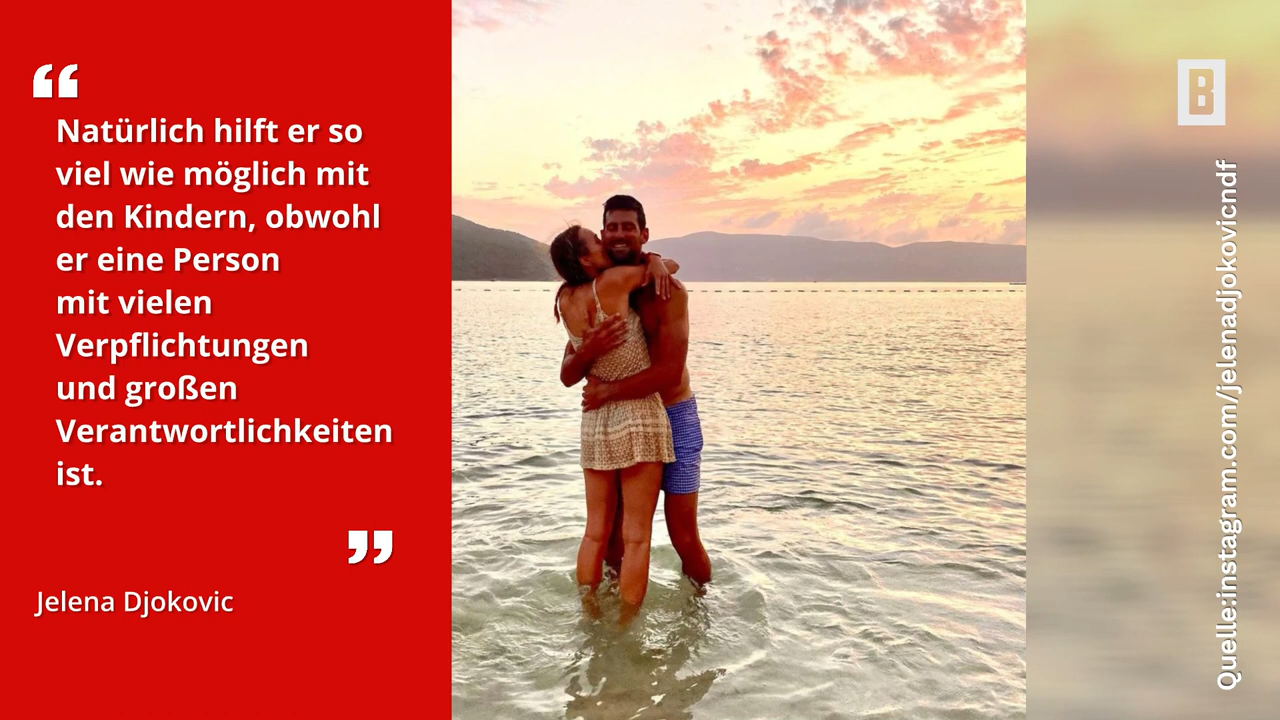 “
Natürlich hilft er so
viel wie möglich mit
den Kindern, obwohl
er eine Person
mit vielen
Verpflichtungen
und großen
Verantwortlichkeiten
ist.
”
Jelena Djokovic
B
Quelle:instagram.com/jelenadjokovicndf